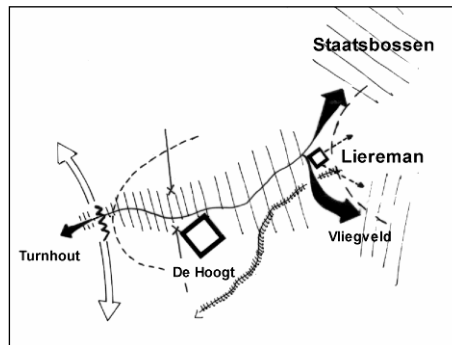 Staatsbossen
Liereman
Vliegveld
De Hoogt
Turnhout